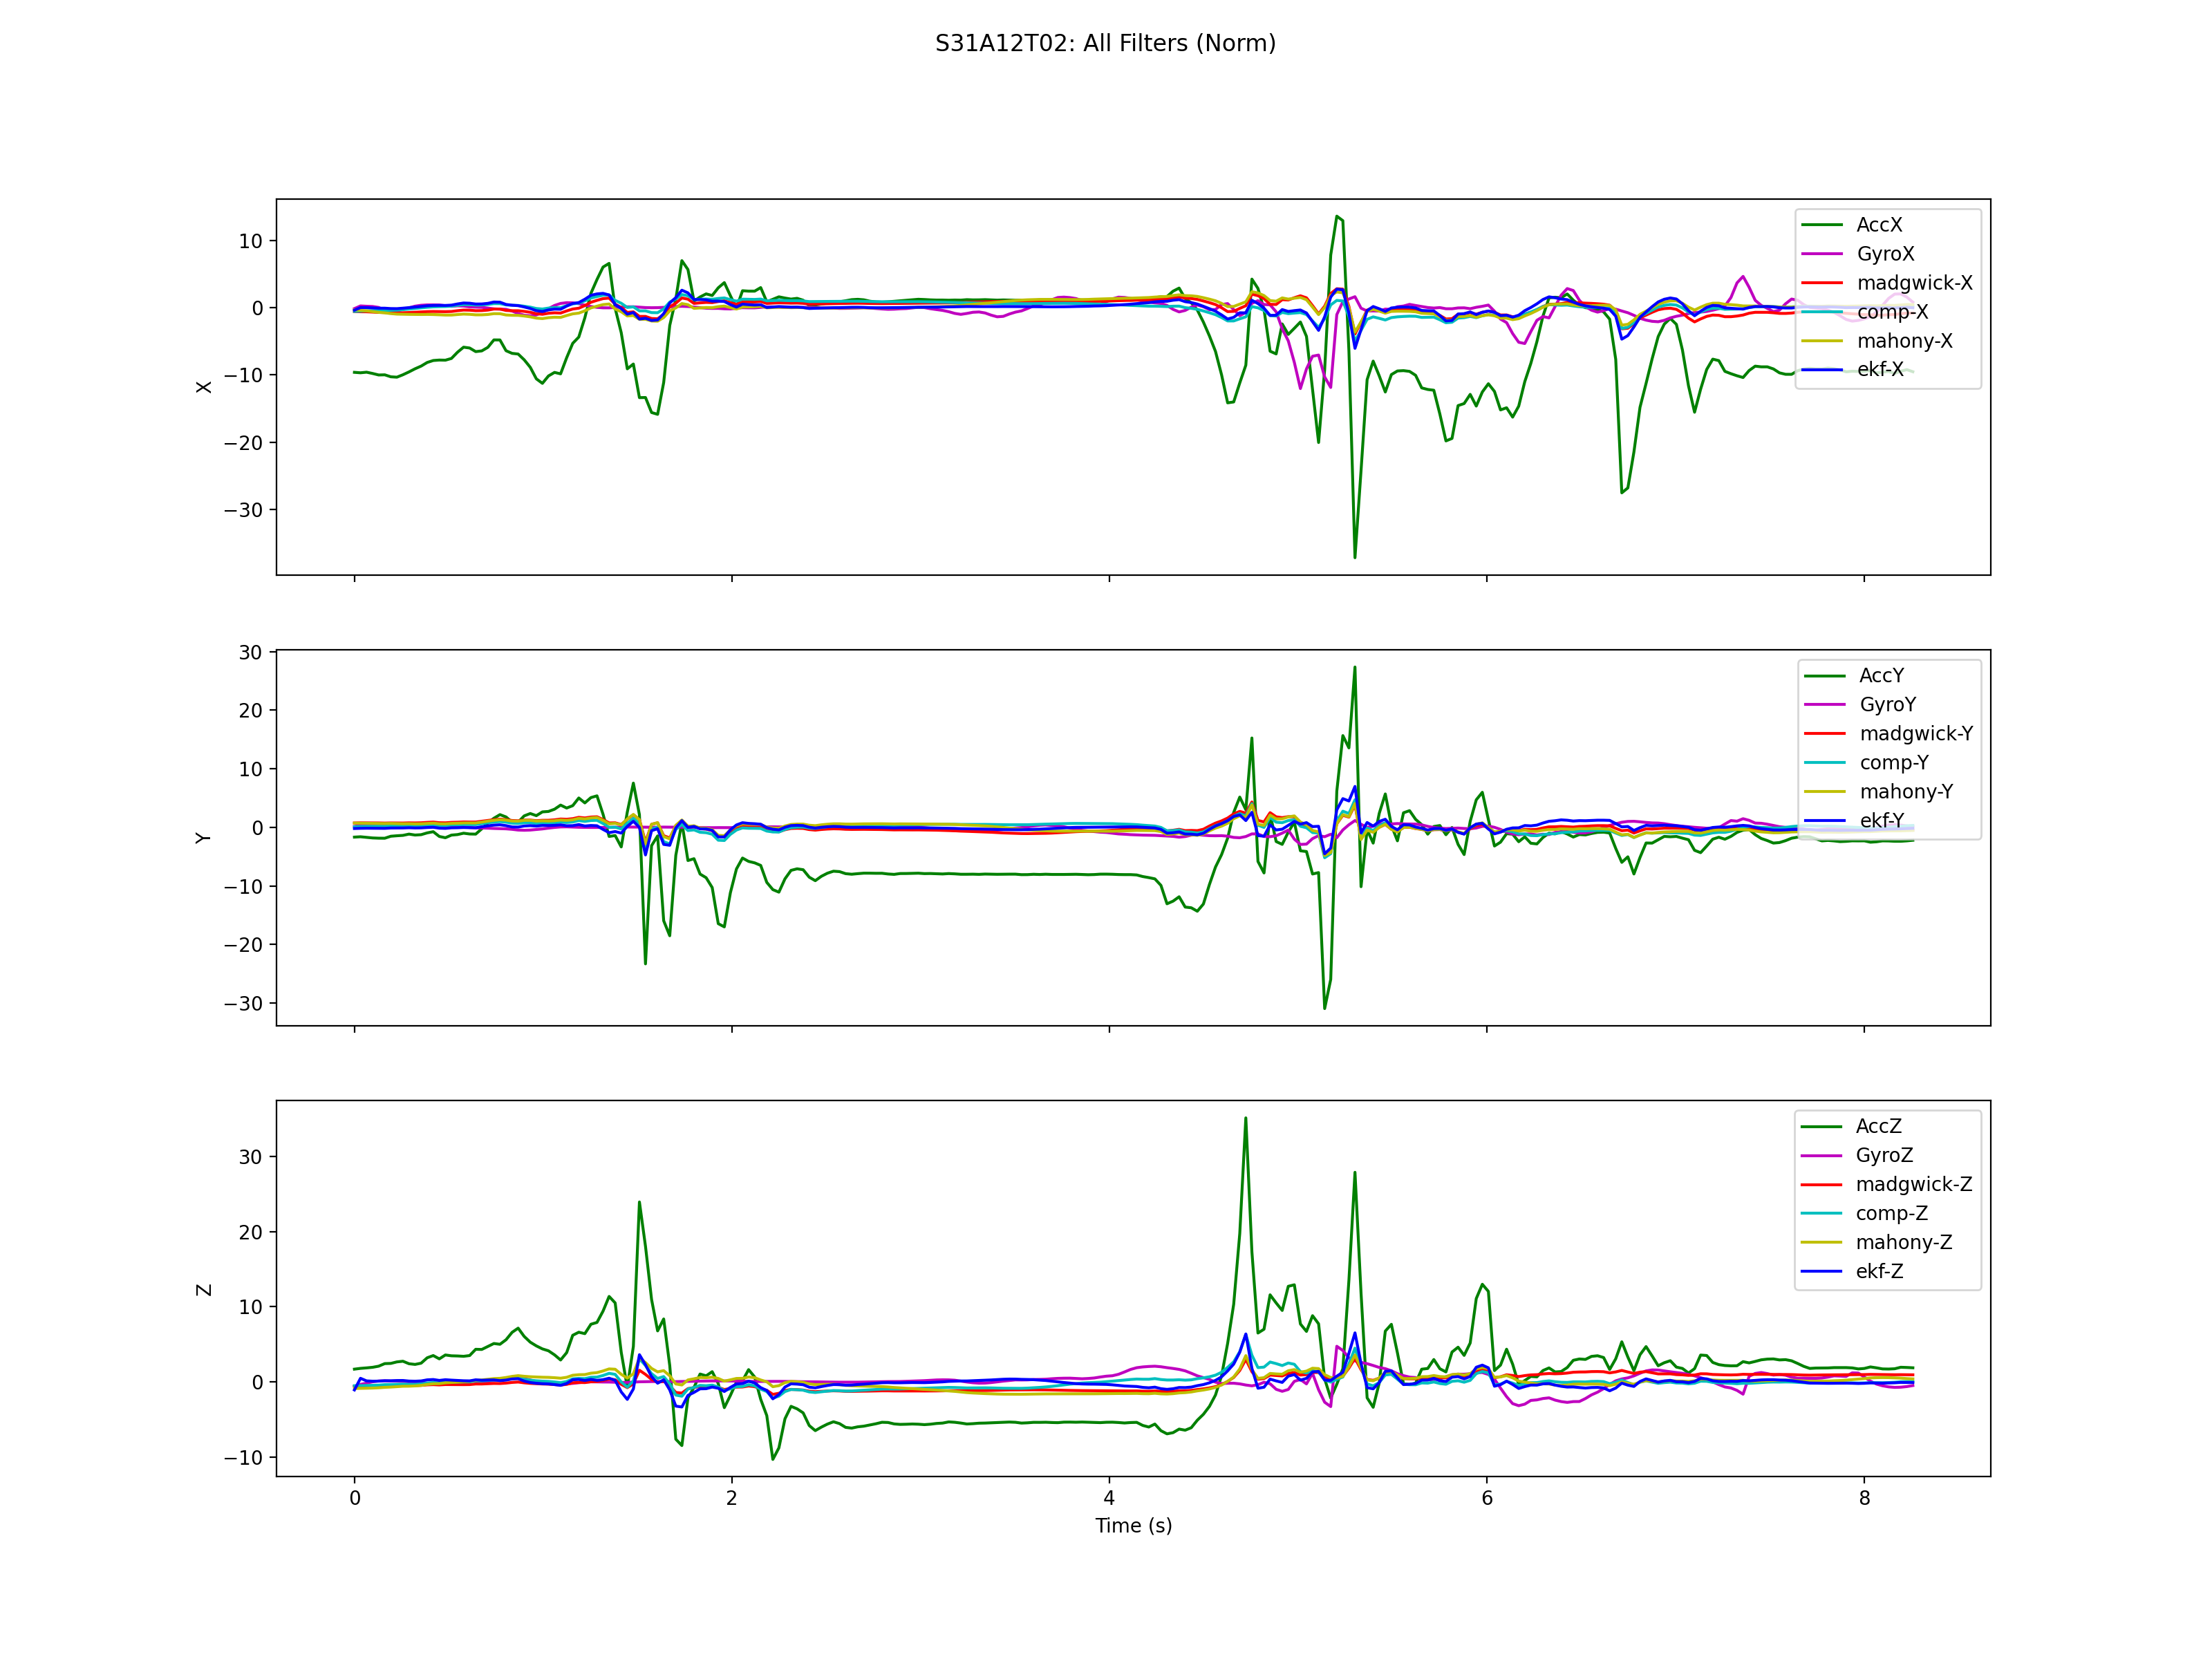 S31A12T02: All Filters (Norm)
10
0
−10
−20
−30
X
AccX
GyroX
madgwick-X
comp-X
mahony-X
ekf-X
30
20
10
0
−10
−20
−30
Y
AccY
GyroY
madgwick-Y
comp-Y
mahony-Y
ekf-Y
30
20
10
0
−10
Z
AccZ
GyroZ
madgwick-Z
comp-Z
mahony-Z
ekf-Z
0 2 4 6 8
Time (s)